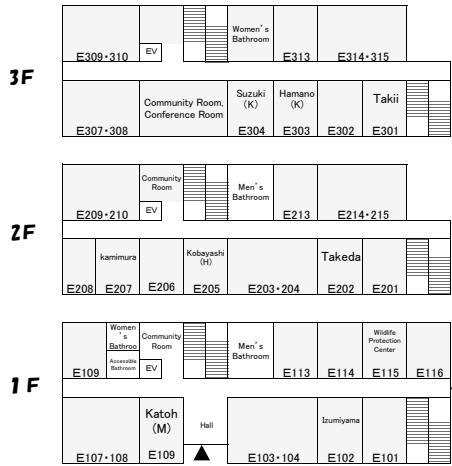 3F
Women's
Bathroom
E309・310
EV
E313
E314・315
Community Room,
Conference Room
Suzuki
(K)
Hamano
(K)
Takii
E307・308
E304
E303
E302
E301
2F
Community
Room
Men's
Bathroom
E209・210
EV
E213
E214・215
kamimura
Kobayashi
(H)
Takeda
E208
E207
E206
E205
E203・204
E202
E201
1F
Women
's
Bathroo
Community
Room
Men's
Bathroom
Wildlife
Protection
Center
Accessible
Bathroom
EV
E109
E113
E114
E115
E116
Katoh
(M)
Hall
Izumiyama
E107・108
E109
E103・104
E102
E101